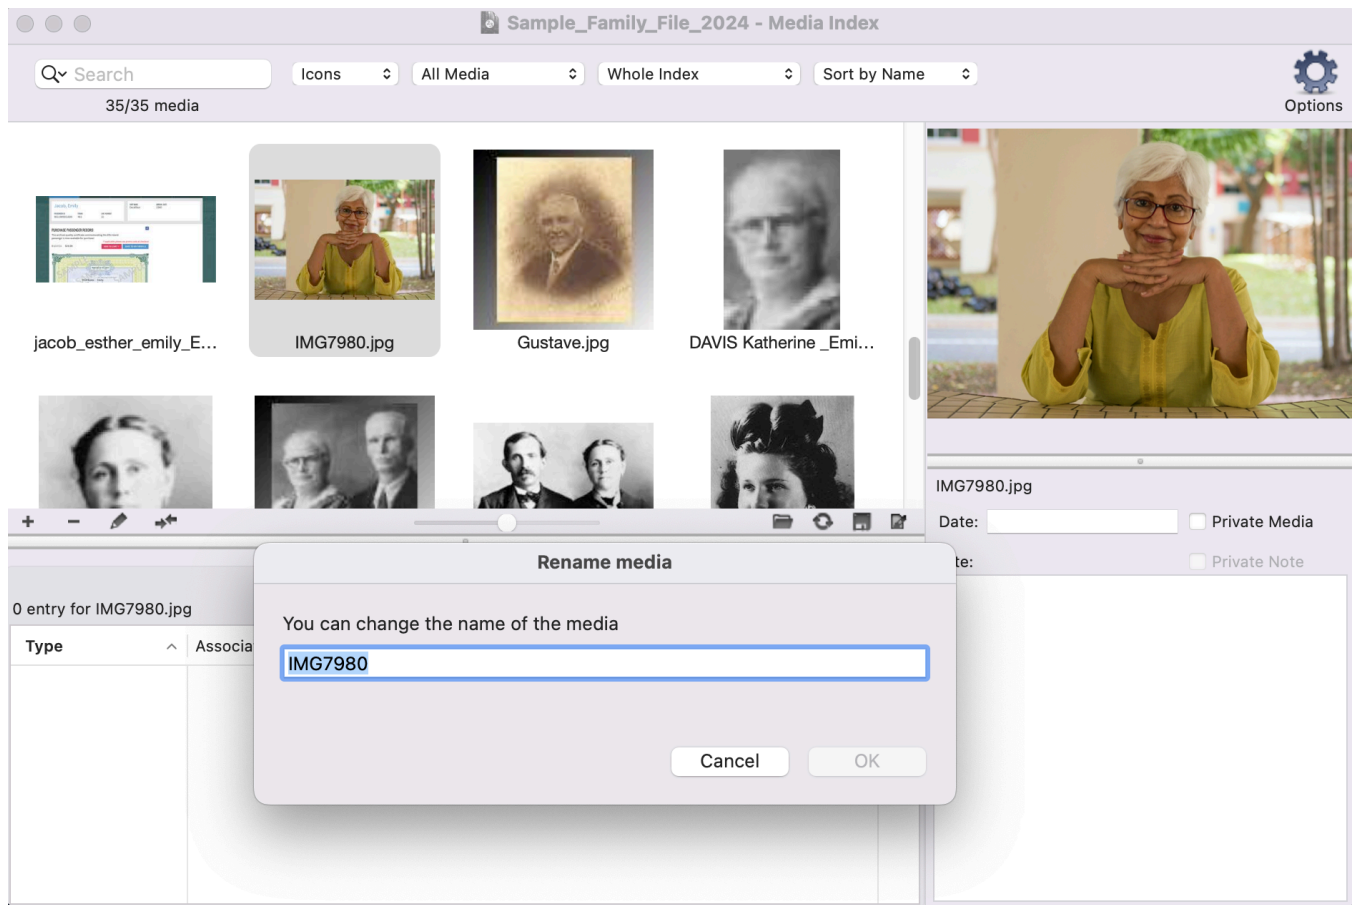 Sample_Family_File_2024 - Media Index
Search
Icons
All Media
Whole Index
Sort by Name
Options
35/35 media
jacob_esther_emily_E...
IMG7980.jpg
Gustave.jpg
DAVIS Katherine _Emi...
IMG7980.jpg
Date:
Private Media
te:
Private Note
Rename media
0 entry for IMG7980.jpg
You can change the name of the media
Type
Associa
IMG7980
Cancel
OK